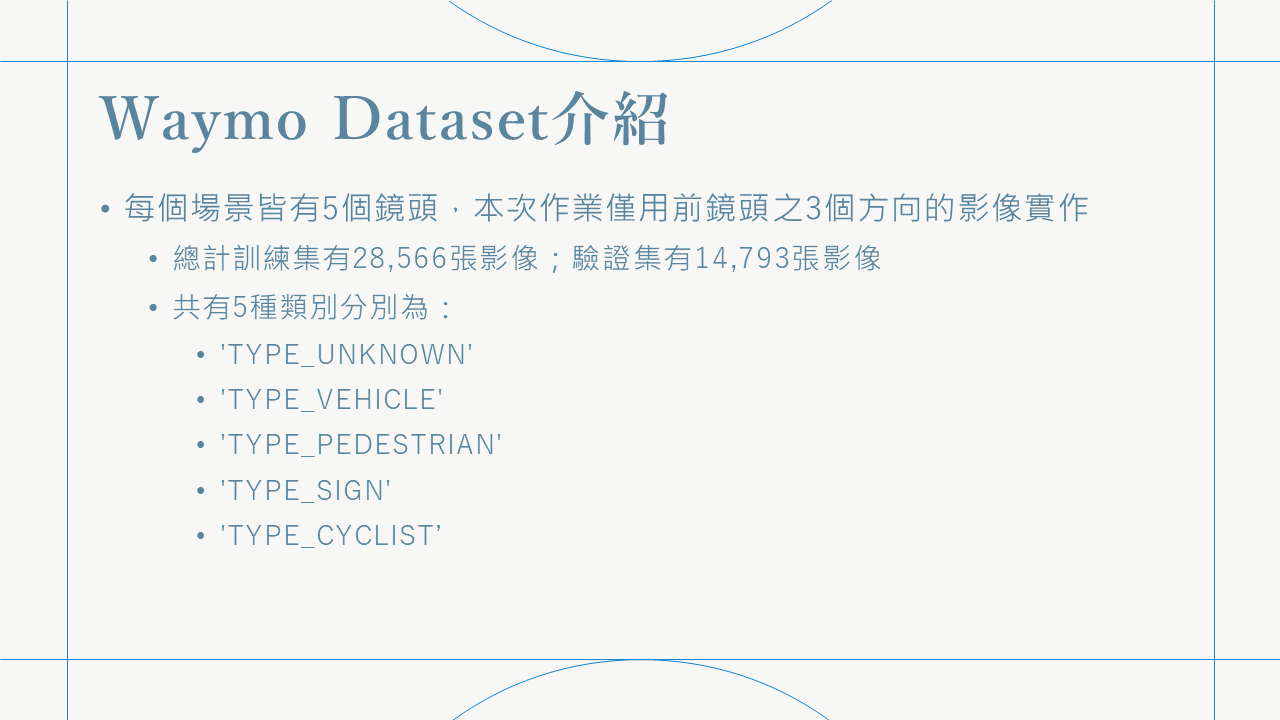 Waymo Dataset介紹
• 每個場景皆有5個鏡頭，本次作業僅用前鏡頭之3個方向的影像實作
• 總計訓練集有28,566張影像；驗證集有14,793張影像
• 共有5種類別分別為：
• 'TYPE_UNKNOWN'
• 'TYPE_VEHICLE'
• 'TYPE_PEDESTRIAN'
• 'TYPE_SIGN'
• 'TYPE_CYCLIST’